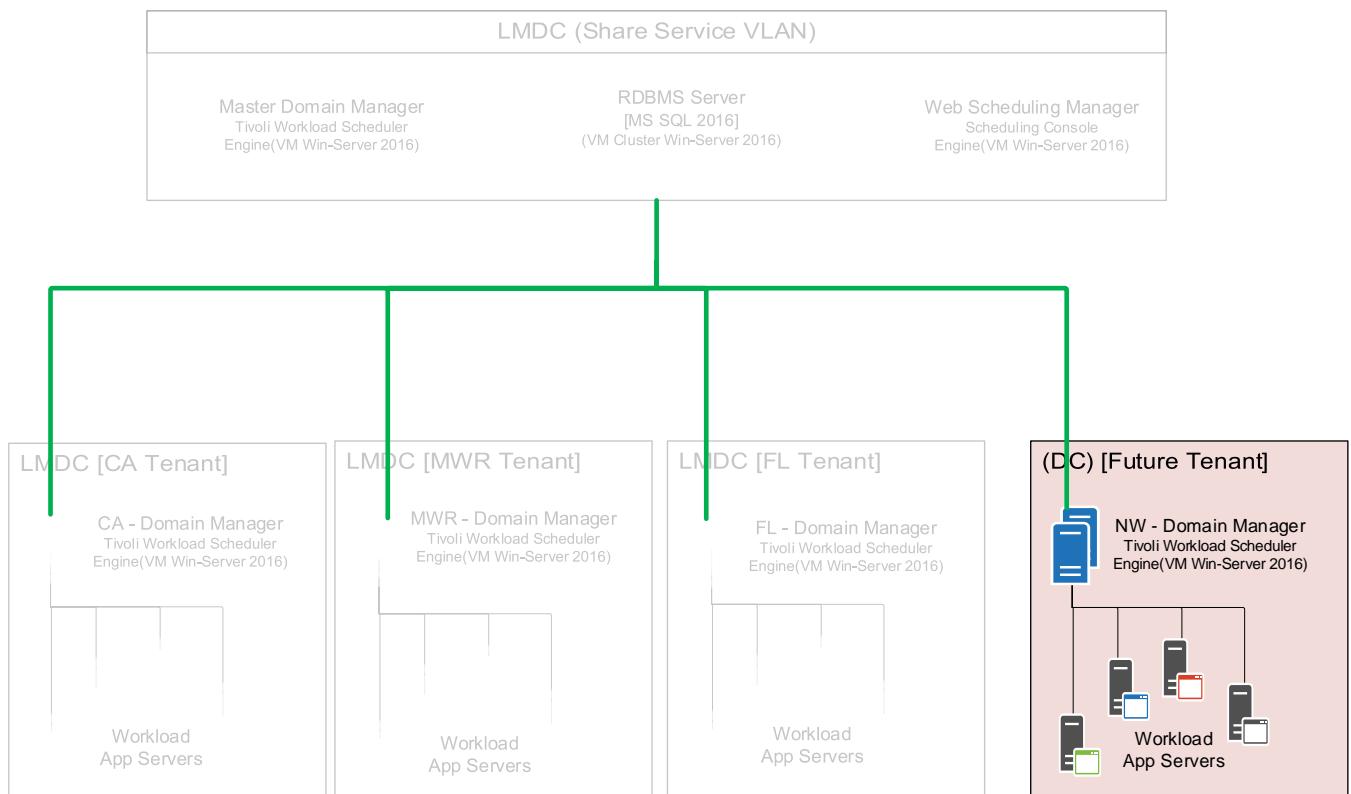 LMDC (Share Service VLAN)
Master Domain Manager
Tivoli Workload Scheduler
Engine(VM Win-Server 2016)
RDBMS Server
[MS SQL 2016]
(VM Cluster Win-Server 2016)
Web Scheduling Manager
Scheduling Console
Engine(VM Win-Server 2016)
LMDC [CA Tenant]
CA - Domain Manager
Tivoli Workload Scheduler
Engine(VM Win-Server 2016)
Workload
App Servers
LMDC [MWR Tenant]
MWR - Domain Manager
Tivoli Workload Scheduler
Engine(VM Win-Server 2016)
Workload
App Servers
LMDC [FL Tenant]
FL - Domain Manager
Tivoli Workload Scheduler
Engine(VM Win-Server 2016)
Workload
App Servers
(DC) [Future Tenant]
NW - Domain Manager
Tivoli Workload Scheduler
Engine(VM Win-Server 2016)
Workload
App Servers